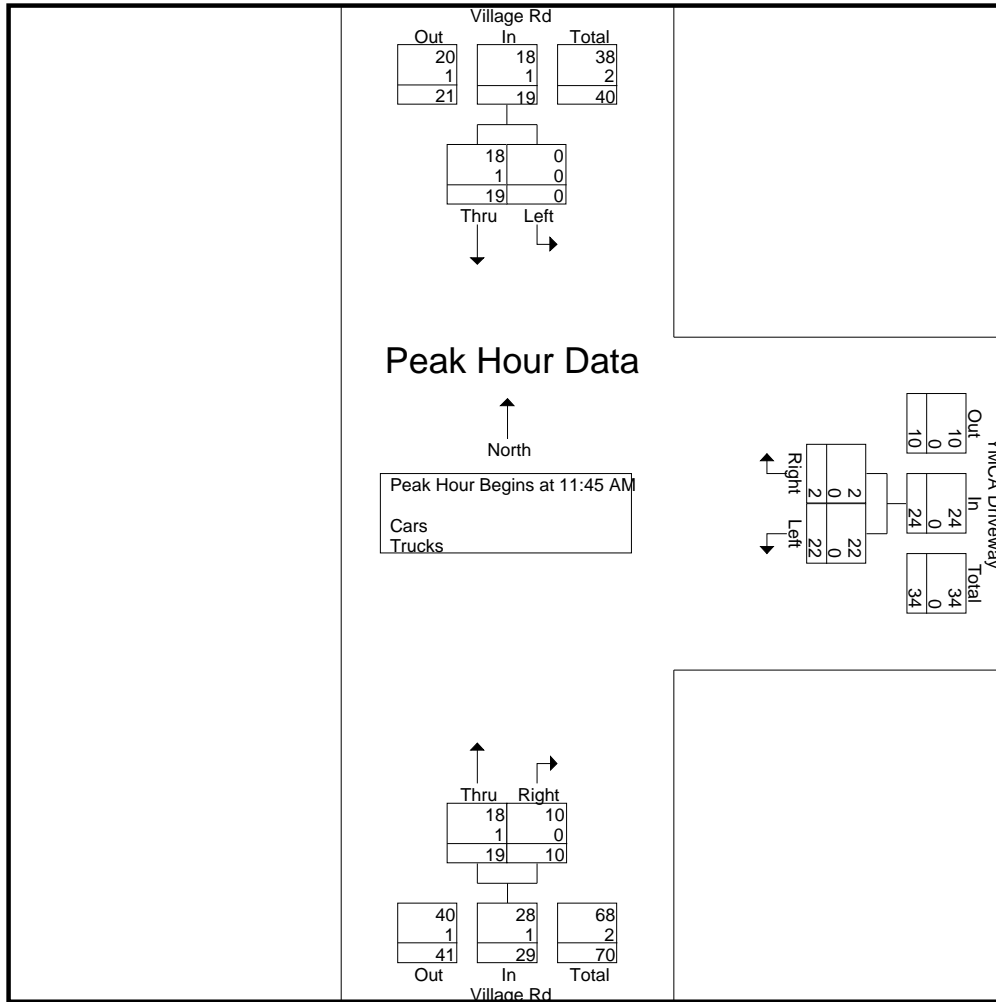 Village Rd
Out In Total
20 18 38
1 1 2
21 19 40
18 0
1 0
19 0
Thru Left
Peak Hour Data
North
Peak Hour Begins at 11:45 AM
Cars
Trucks
YMCA Driveway
Out In Total
10 24 34
0 0 0
10 24 34
2 22
0 0
2 22
Right Left
Thru Right
18 10
1 0
19 10
40 28 68
1 1 2
41 29 70
Out In Total
Village Rd